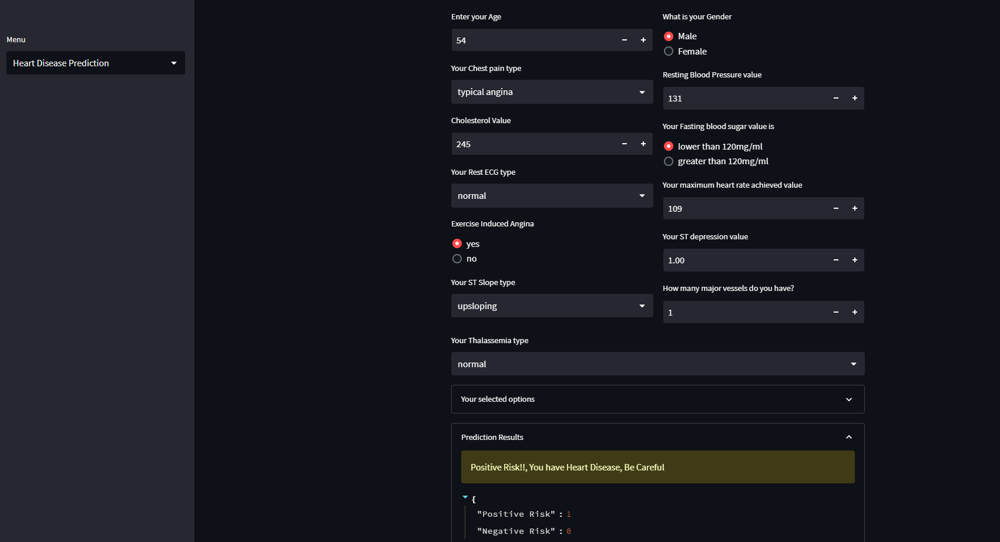 Menu
Heart Disease Prediction
Enter your Age
54
Your Chest pain type
typical angina
Cholesterol Value
245
Your Rest ECG type
normal
Exercise Induced Angina
yes
no
Your ST Slope type
upsloping
What is your Gender
Male
Female
Resting Blood Pressure value
131
Your Fasting blood sugar value is
lower than 120mg/ml
greater than 120mg/ml
Your maximum heart rate achieved value
109
Your ST depression value
1.00
How many major vessels do you have?
1
Your Thalassemia type
normal
Your selected options
Prediction Results
Positive Risk!!, You have Heart Disease, Be Careful
{
"Positive Risk" : 1
"Negative Risk" : 0